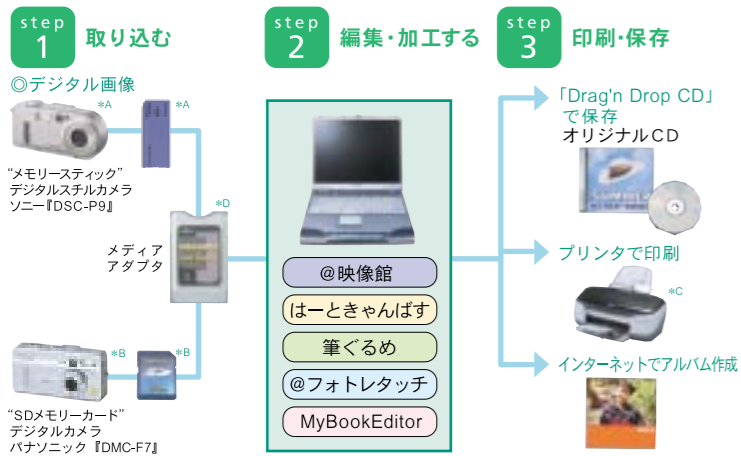 step
1
取り込む
step
2
編集・加工する
step
3
印刷・保存
◎デジタル画像
*A
*A
“メモリースティック”
デジタルスチルカメラ
ソニー『DSC-P9』
*D
メディア
アダプタ
*B
*B
“SDメモリーカード”
デジタルカメラ
パナソニック『DMC-F7』
@映像館
はーときゃんばす
筆ぐるめ
@フォトレタッチ
MyBookEditor
「Drag'n Drop CD」
で保存
オリジナルCD
プリンタで印刷
*C
インターネットでアルバム作成